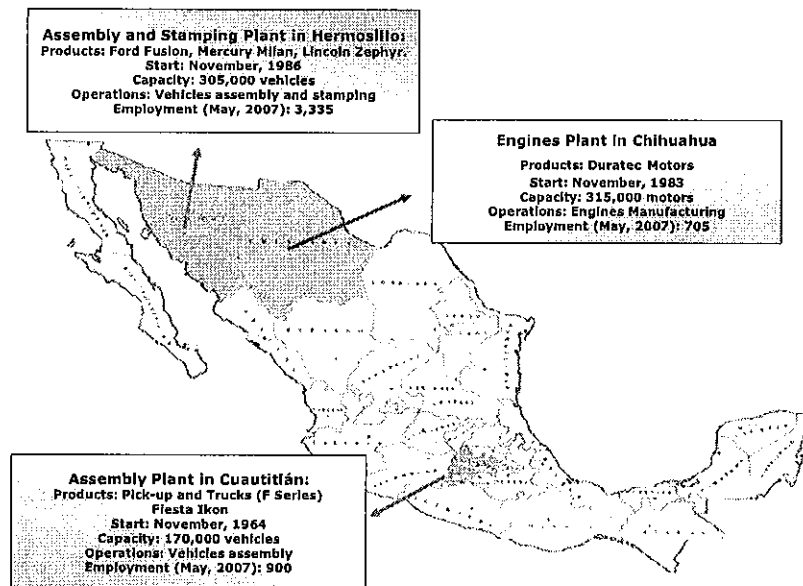 Assembly and Stamping Plant in Hermosillo:
Products: Ford Fusion, Mercury Milan, Lincoln Zephyr.
Start: November, 1986
Capacity: 305,000 vehicles
Operations: Vehicles assembly and stamping
Employment (May, 2007): 3,335
Engines Plant in Chihuahua
Products: Duratec Motors
Start: November, 1983
Capacity: 315,000 motors
Operations: Engines Manufacturing
Employment (May, 2007): 705
Assembly Plant in Cuautitlán:
Products: Pick-up and Trucks (F Series)
Fiesta Ikon
Start: November, 1964
Capacity: 170,000 vehicles
Operations: Vehicles assembly
Employment (May, 2007): 900